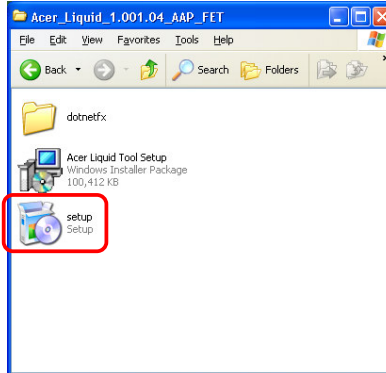 Acer_Liquid_1.001.04_AAP_FET
File Edit View Favorites Tools Help
Back Search Folders
dotnetfx
Acer Liquid Tool Setup
Windows Installer Package
100,412 KB
setup
Setup